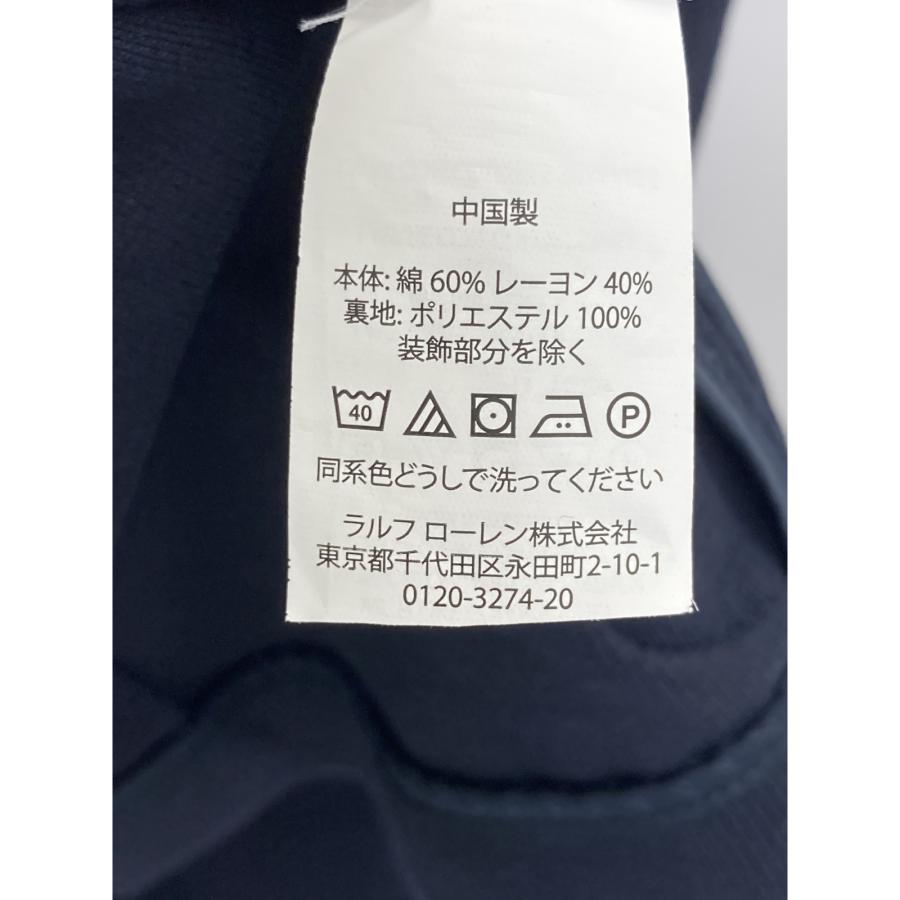 中国製
本体: 綿 60% レーヨン 40%
裏地: ポリエステル 100%
装飾部分を除く
40 P
同系色どうしで洗ってください
ラルフ ローレン株式会社
東京都千代田区永田町2-10-1
0120-3274-20